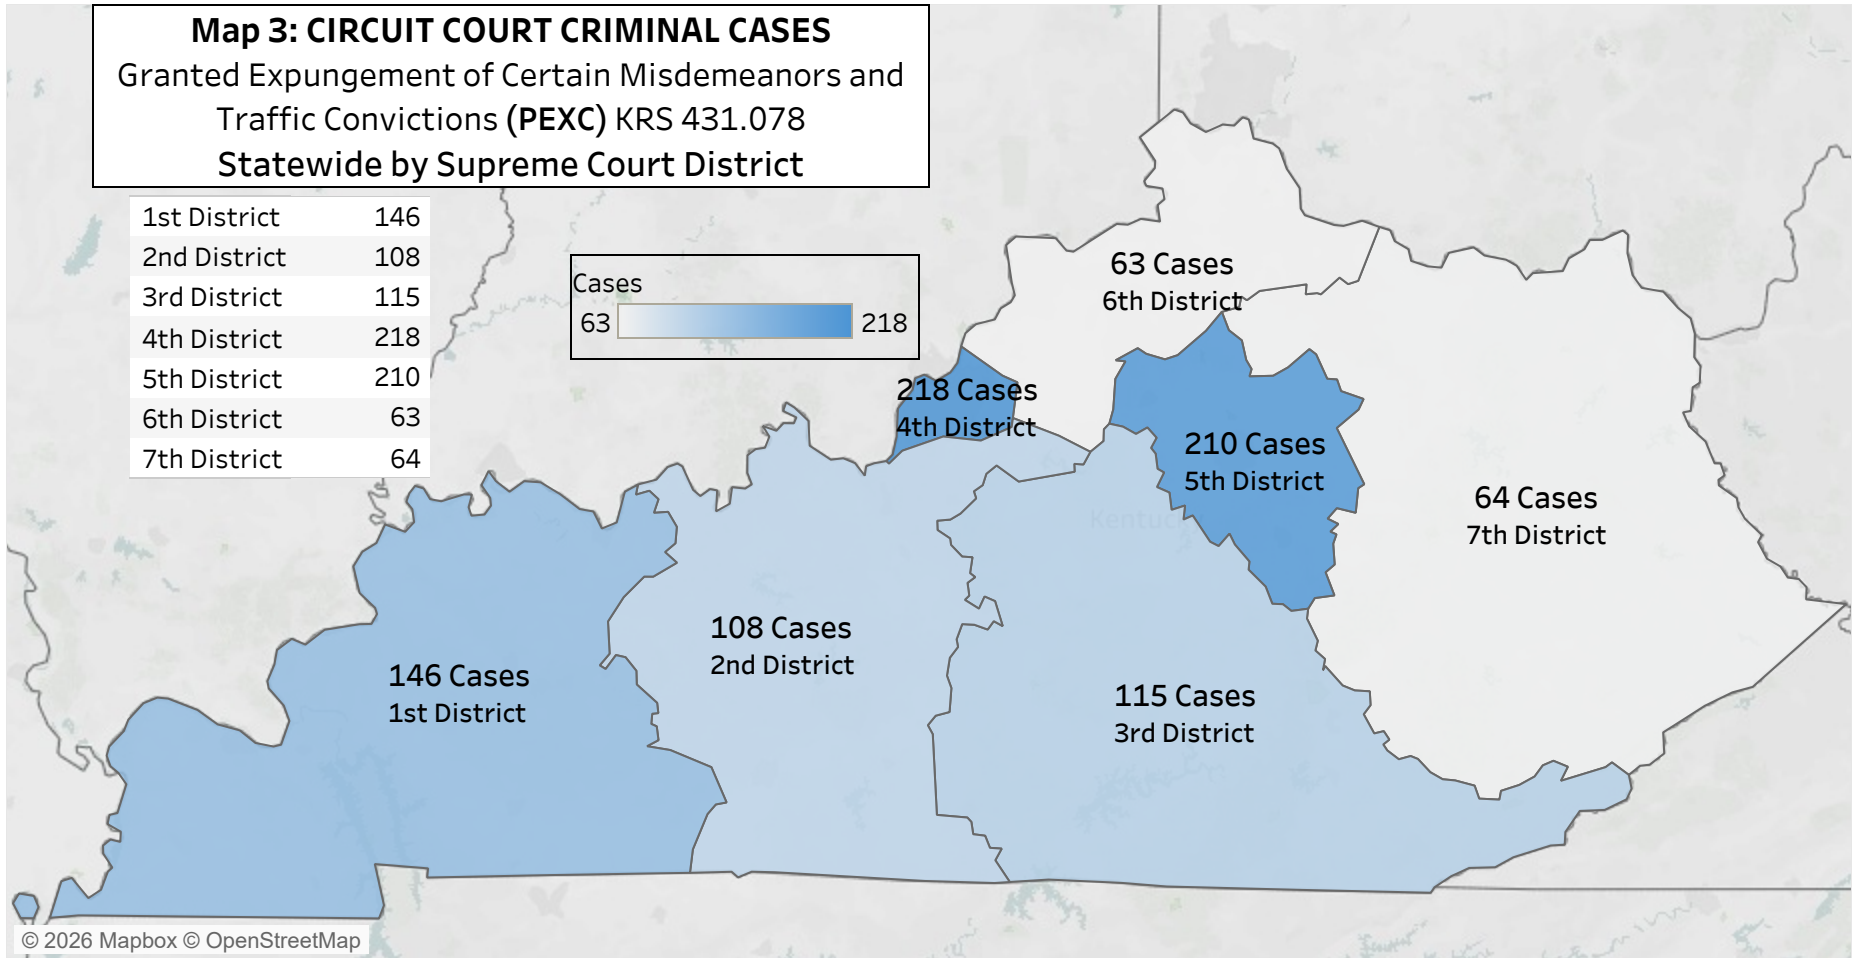 Map 3: CIRCUIT COURT CRIMINAL CASES
Granted Expungement of Certain Misdemeanors and
Traffic Convictions (PEXC) KRS 431.078
Statewide by Supreme Court District
1st District 146
2nd District 108
3rd District 115
4th District 218
5th District 210
6th District 63
7th District 64
Cases
63 218
63 Cases
6th District
218 Cases
4th District
210 Cases
5th District
64 Cases
7th District
108 Cases
2nd District
146 Cases
1st District
115 Cases
3rd District
© 2026 Mapbox © OpenStreetMap